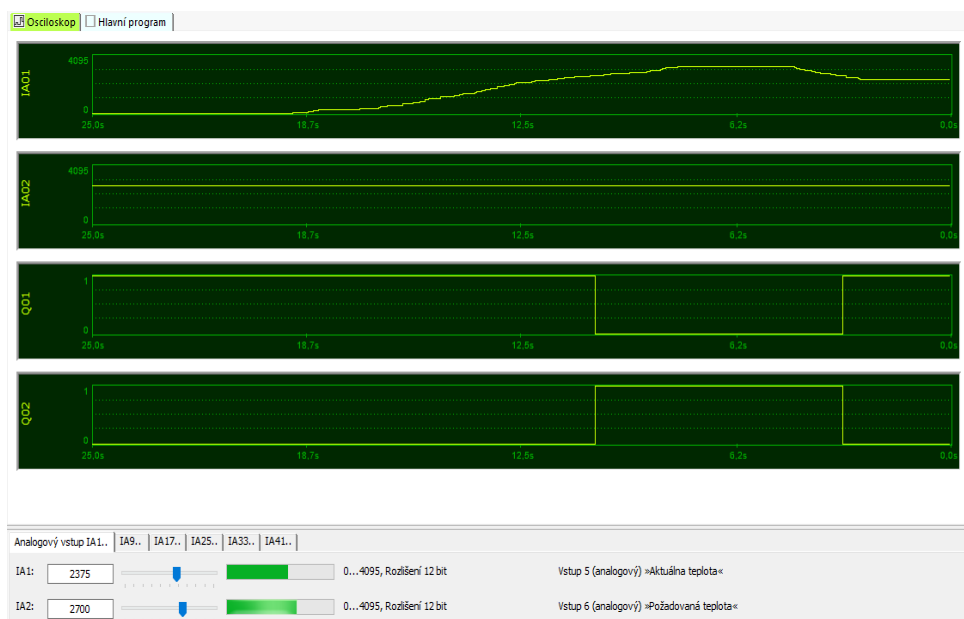 Osciloskop Hlavní program
IA01
4095
0
25,0s 18,7s 12,5s 6,2s 0,0s
IA02
4095
0
25,0s 18,7s 12,5s 6,2s 0,0s
Q01
1
0
25,0s 18,7s 12,5s 6,2s 0,0s
Q02
1
0
25,0s 18,7s 12,5s 6,2s 0,0s
Analogový vstup IA1.. IA9.. IA17.. IA25.. IA33.. IA41..
IA1: 2375 0...4095, Rozlišení 12 bit Vstup 5 (analogový) »Aktuálna teplota«
IA2: 2700 0...4095, Rozlišení 12 bit Vstup 6 (analogový) »Požadovaná teplota«